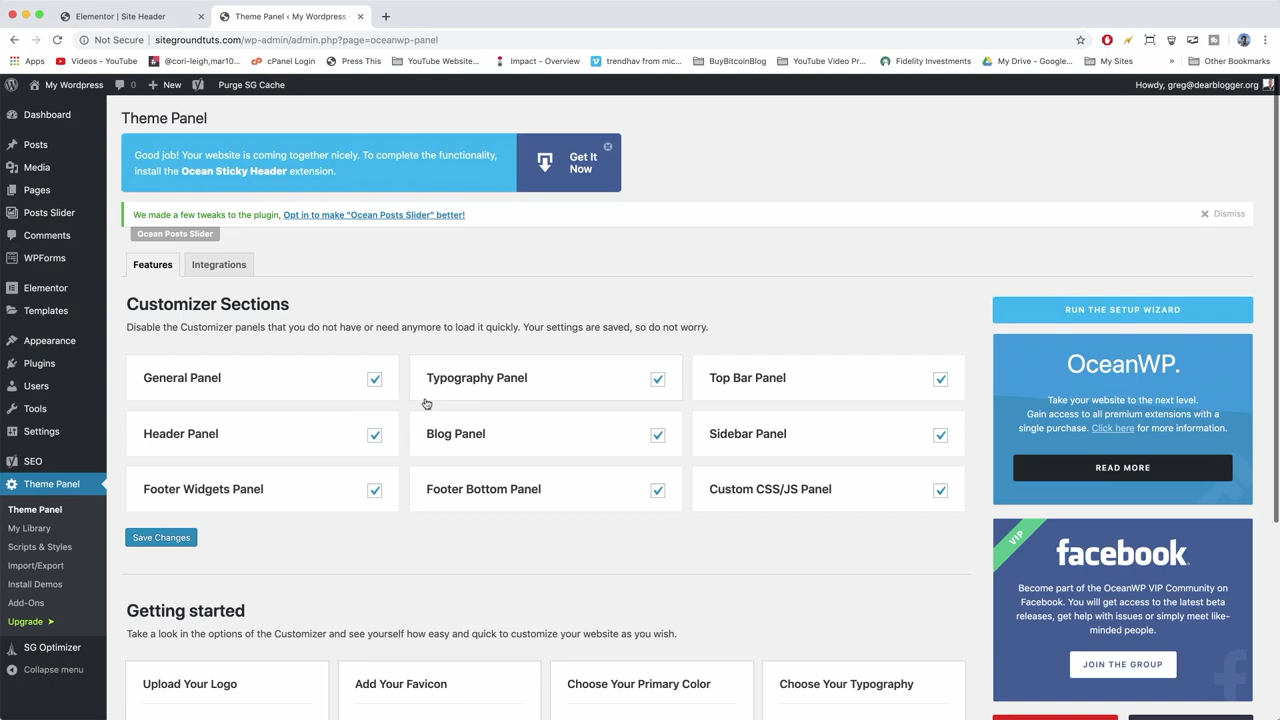 Elementor | Site Header
Theme Panel ‹ My Wordpress
Not Secure | sitegroundtuts.com/wp-admin/admin.php?page=oceanwp-panel
Apps
Videos - YouTube
@cori-leigh,mar10...
YouTube Website...
cPanel Login
Press This
Impact - Overview
trendhav from mic...
BuyBitcoinBlog
YouTube Video Pr...
Fidelity Investments
My Drive - Google...
My Sites
»
Other Bookmarks
My Wordpress
0
New
Purge SG Cache
Howdy, greg@dearblogger.org
Dashboard
Posts
Media
Pages
Posts Slider
Comments
WPForms
Elementor
Templates
Appearance
Plugins
Users
Tools
Settings
SEO
Theme Panel
Theme Panel
My Library
Scripts & Styles
Import/Export
Install Demos
Add-Ons
Upgrade ➤
SG Optimizer
Collapse menu
Theme Panel
Good job! Your website is coming together nicely. To complete the functionality,
install the Ocean Sticky Header extension.
Get It
Now
We made a few tweaks to the plugin, Opt in to make "Ocean Posts Slider" better!
Dismiss
Ocean Posts Slider
Features
Integrations
Customizer Sections
Disable the Customizer panels that you do not have or need anymore to load it quickly. Your settings are saved, so do not worry.
General Panel
Typography Panel
Top Bar Panel
Header Panel
Blog Panel
Sidebar Panel
Footer Widgets Panel
Footer Bottom Panel
Custom CSS/JS Panel
Save Changes
Getting started
Take a look in the options of the Customizer and see yourself how easy and quick to customize your website as you wish.
Upload Your Logo
Add Your Favicon
Choose Your Primary Color
Choose Your Typography
RUN THE SETUP WIZARD
OceanWP.
Take your website to the next level.
Gain access to all premium extensions with a
single purchase. Click here for more information.
READ MORE
VIP
facebook
Become part of the OceanWP VIP Community on
Facebook. You will get access to the latest beta
releases, get help with issues or simply meet like-
minded people.
JOIN THE GROUP